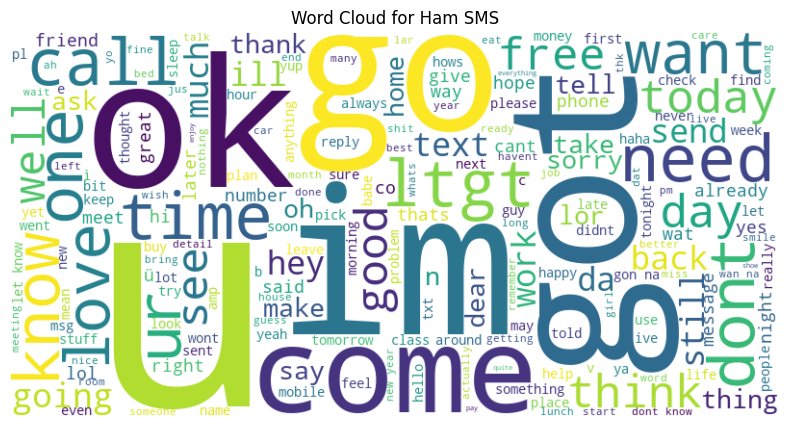 Word Cloud for Ham SMS
friend
call
thank
much
ill
ok
go
free
want
talk
yo
fine
ah
sleep
bed
jus
pl
e
wait
ask
well
one
thought
great
many
end
lar
eat
hows
give
way
home
always
year
reply
hour
yup
car
anything
nothing
enjoy
hope
please
tell
phone
money
first
everything
thk
care
check
find
coming
today
never
live
send
week
need
got
take
cant
sorry
haha
shit
ready
best
havent
text
ltgt
next
c
job
dat
pm
already
let
day
wat
yes
tonight
lor
late
didnt
guy
long
thats
co
sure
babe
whats
done
plan
month
wish
later
number
time
hi
meet
keep
bit
left
i
yet
went
let know
love
know
new
mean
meeting
u
ur
see
ü
lot
try
buy
detail
bring
look
amp
wont
sent
right
msg
stuff
nice
room
lol
going
even
someone
name
oh
soon
pick
leave
hey
said
b
house
make
guess
yeah
tomorrow
im
morning
good
problem
n
txt
dear
work
remember
may
getting
class
around
say
mobile
feel
new year
hello
come
actually
quite
pay
something
place
lunch
help
v
think
start
word
ya
life
dont know
thing
people
night
told
girl
use
ive
happy
da
gon na
back
better
miss
still
message
dont
really
smile
wan na
show